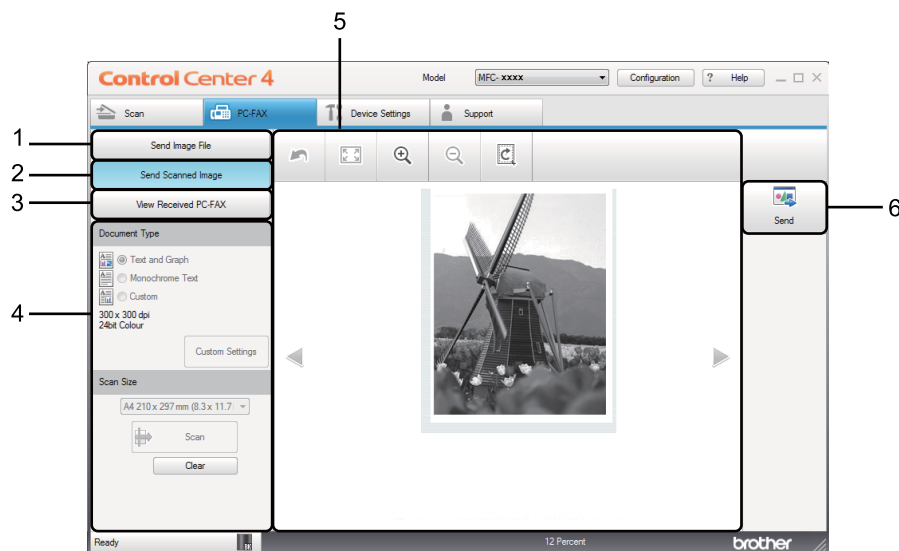 5
Control Center 4
Model
MFC- xxxx
Configuration
? Help
Scan
PC-FAX
Device Settings
Support
1
Send Image File
2
Send Scanned Image
3
View Received PC-FAX
6
Send
Document Type
Text and Graph
Monochrome Text
Custom
4
300 x 300 dpi
24bit Colour
Custom Settings
Scan Size
A4 210 x 297 mm (8.3 x 11.7
Scan
Clear
Ready
BK
12 Percent
brother